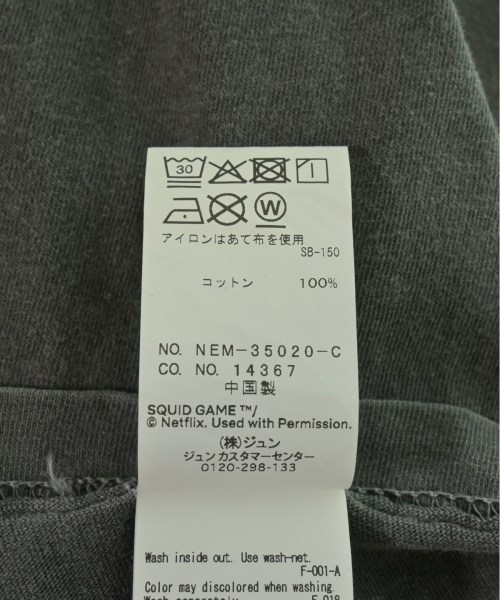 30
W
アイロンはあて布を使用
SB-150
コットン 100%
NO. NEM-35020-C
CO. NO. 14367
中国製
SQUID GAME ™/
© Netflix. Used with Permission.
(株)ジュン
ジュン カスタマーセンター
0120-298-133
Wash inside out. Use wash-net.
F-001-A
Color may discolored when washing.
Wash separately.
F-018